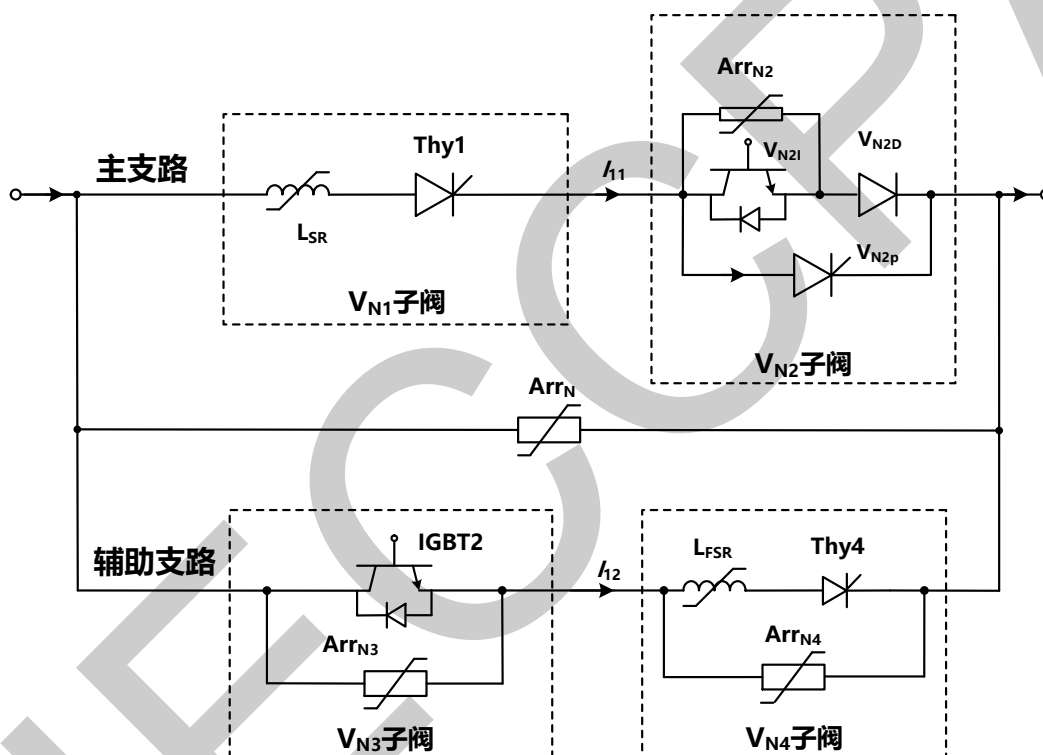 Arr_N2
Thy1
V_N2I
V_N2D
主支路
I_11
L_SR
V_N2p
V_N1子阀
V_N2子阀
Arr_N
辅助支路
IGBT2
I_12
L_FSR
Thy4
Arr_N3
Arr_N4
V_N3子阀
V_N4子阀